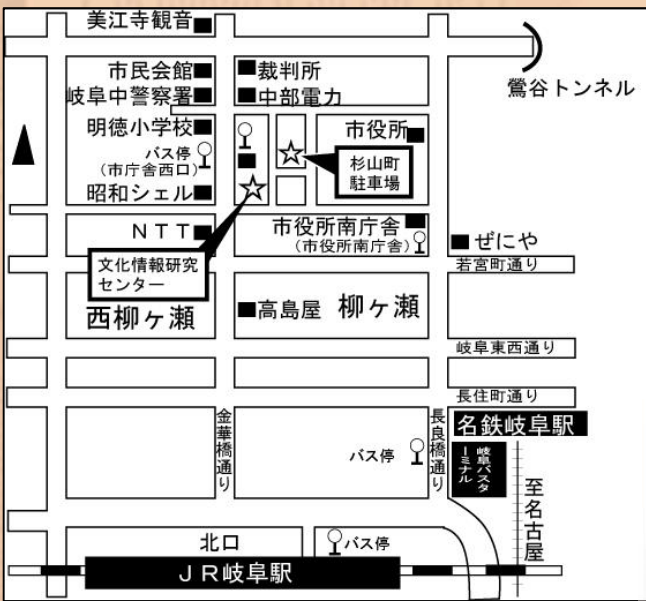 美江寺観音
鶯谷トンネル
市民会館
裁判所
岐阜中警察署
中部電力
明徳小学校
市役所
バス停
(市庁舎西口)
杉山町
駐車場
昭和シェル
NTT
市役所南庁舎
(市役所南庁舎)
ぜにや
若宮町通り
文化情報研究
センター
西柳ヶ瀬
高島屋
柳ヶ瀬
岐阜東西通り
長住町通り
金華橋通り
長良橋通り
名鉄岐阜駅
バス停
岐阜バスタ
ーミナル
至名古屋
北口
バス停
JR岐阜駅